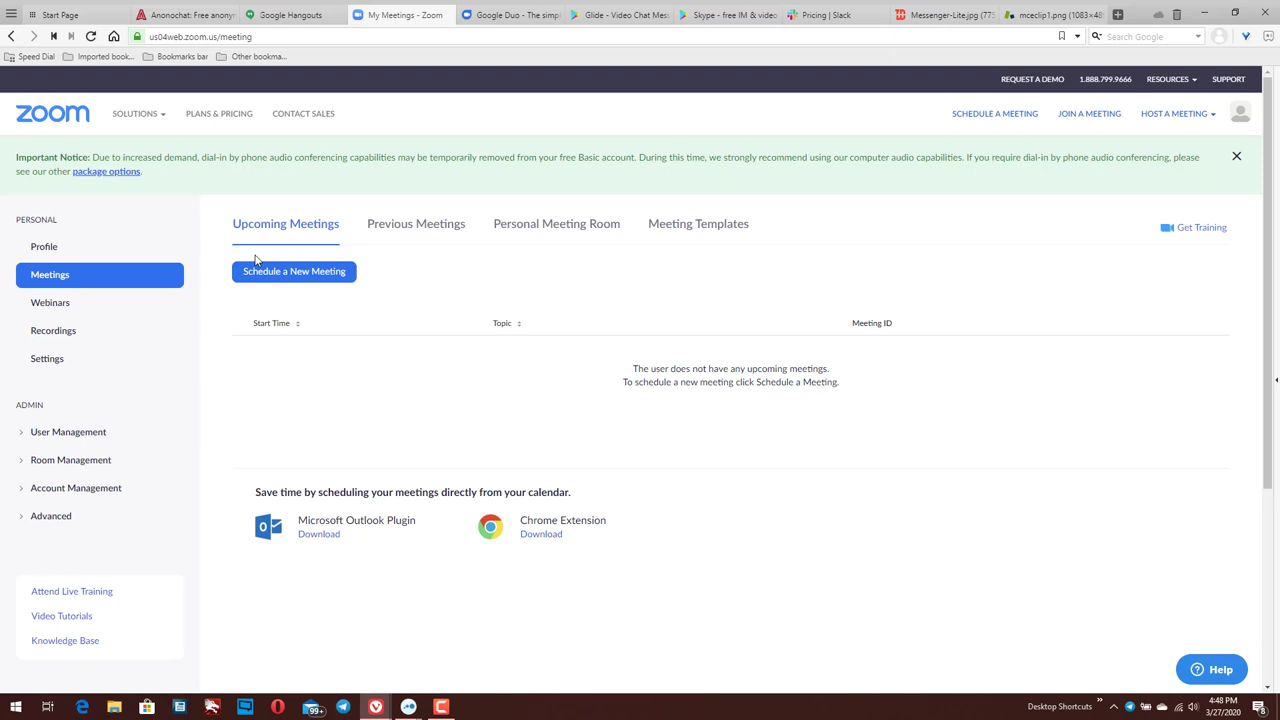 Start Page
Anonochat: Free anonym
Google Hangouts
My Meetings - Zoom
Google Duo - The simpl
Glide - Video Chat Mess
Skype - free IM & video
Pricing | Slack
Messenger-Lite.jpg (775
mceclip1.png (1083×48
us04web.zoom.us/meeting
Search Google
Speed Dial
Imported book...
Bookmarks bar
Other bookma...
REQUEST A DEMO
1.888.799.9666
RESOURCES
SUPPORT
zoom
SOLUTIONS
PLANS & PRICING
CONTACT SALES
SCHEDULE A MEETING
JOIN A MEETING
HOST A MEETING
Important Notice: Due to increased demand, dial-in by phone audio conferencing capabilities may be temporarily removed from your free Basic account. During this time, we strongly recommend using our computer audio capabilities. If you require dial-in by phone audio conferencing, please
see our other package options.
PERSONAL
Profile
Meetings
Webinars
Recordings
Settings
ADMIN
User Management
Room Management
Account Management
Advanced
Attend Live Training
Video Tutorials
Knowledge Base
Upcoming Meetings
Previous Meetings
Personal Meeting Room
Meeting Templates
Get Training
Schedule a New Meeting
Start Time
Topic
Meeting ID
The user does not have any upcoming meetings.
To schedule a new meeting click Schedule a Meeting.
Save time by scheduling your meetings directly from your calendar.
Microsoft Outlook Plugin
Download
Chrome Extension
Download
Help
99+
Desktop Shortcuts
4:48 PM
3/27/2020
8